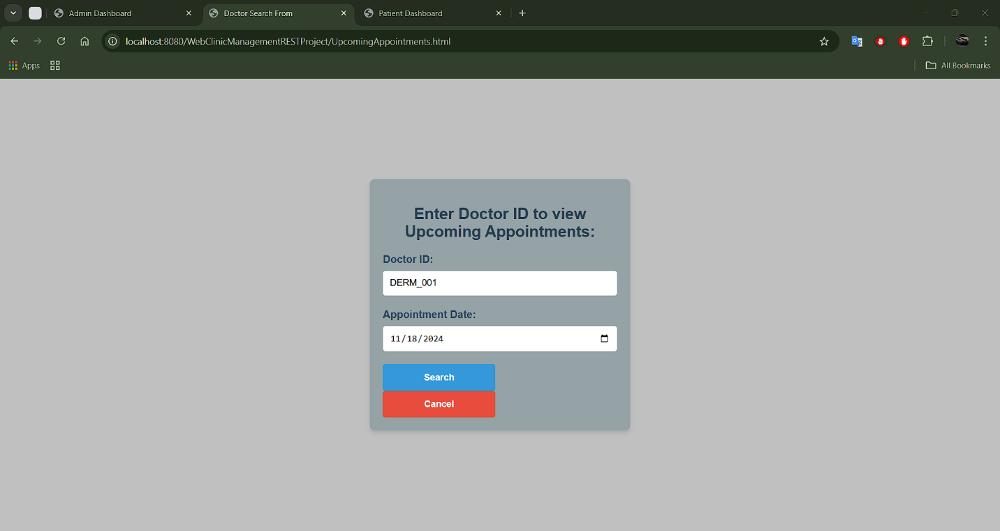 Admin Dashboard
Doctor Search From
Patient Dashboard
localhost:8080/WebClinicManagementRESTProject/UpcomingAppointments.html
Apps
All Bookmarks
Enter Doctor ID to view
Upcoming Appointments:
Doctor ID:
DERM_001
Appointment Date:
11/18/2024
Search
Cancel